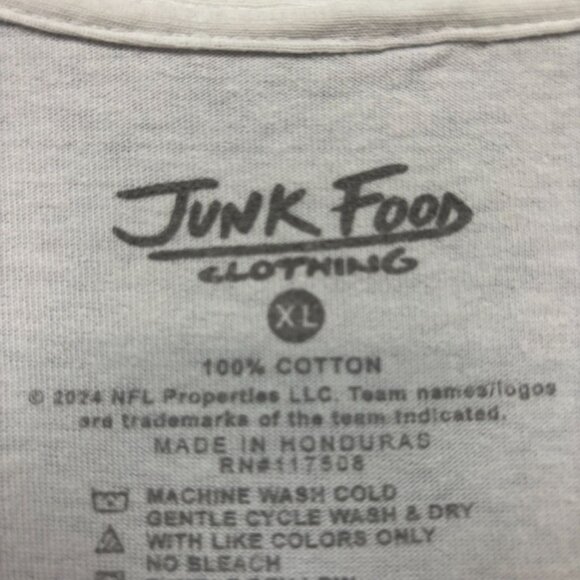 JUNK FOOD
CLOTHING
XL
100% COTTON
© 2024 NFL Properties LLC. Team names/logos
are trademarks of the team indicated.
MADE IN HONDURAS
RN#117508
MACHINE WASH COLD
GENTLE CYCLE WASH & DRY
WITH LIKE COLORS ONLY
NO BLEACH